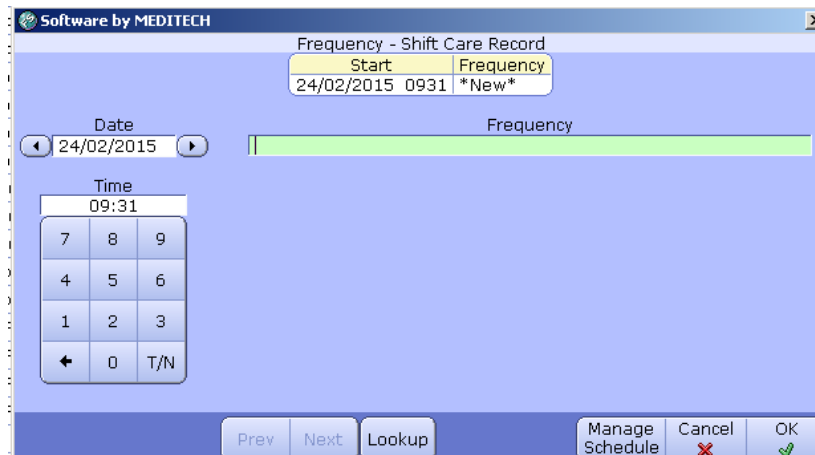 Software by MEDITECH
Frequency - Shift Care Record
Start Frequency
24/02/2015 0931 *New*
Date
24/02/2015
Frequency
Time
09:31
7 8 9
4 5 6
1 2 3
0 T/N
Prev Next Lookup
Manage Schedule
Cancel
OK